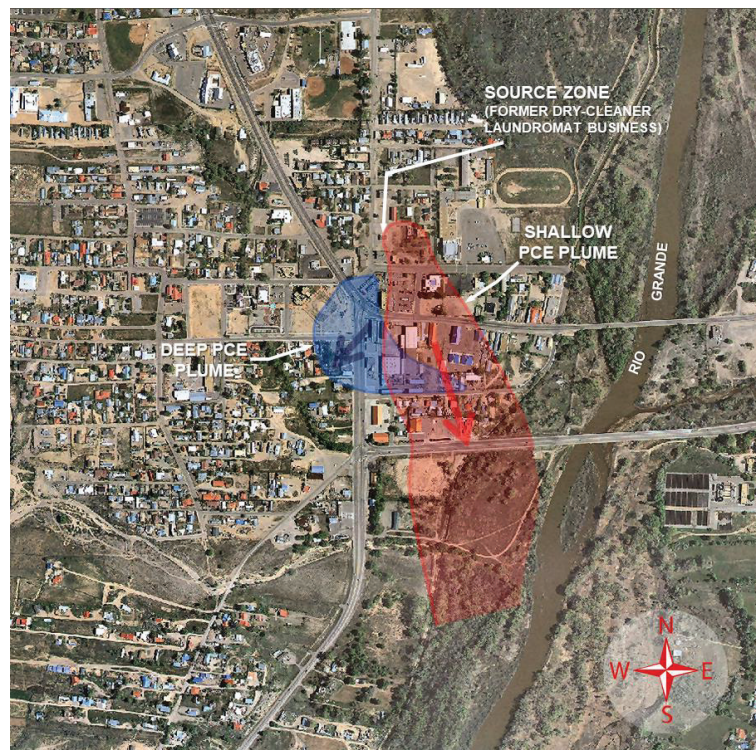 SOURCE ZONE
(FORMER DRY-CLEANER
LAUNDROMAT BUSINESS)
SHALLOW
PCE PLUME
RIO GRANDE
DEEP PCE
PLUME
N
W E
S